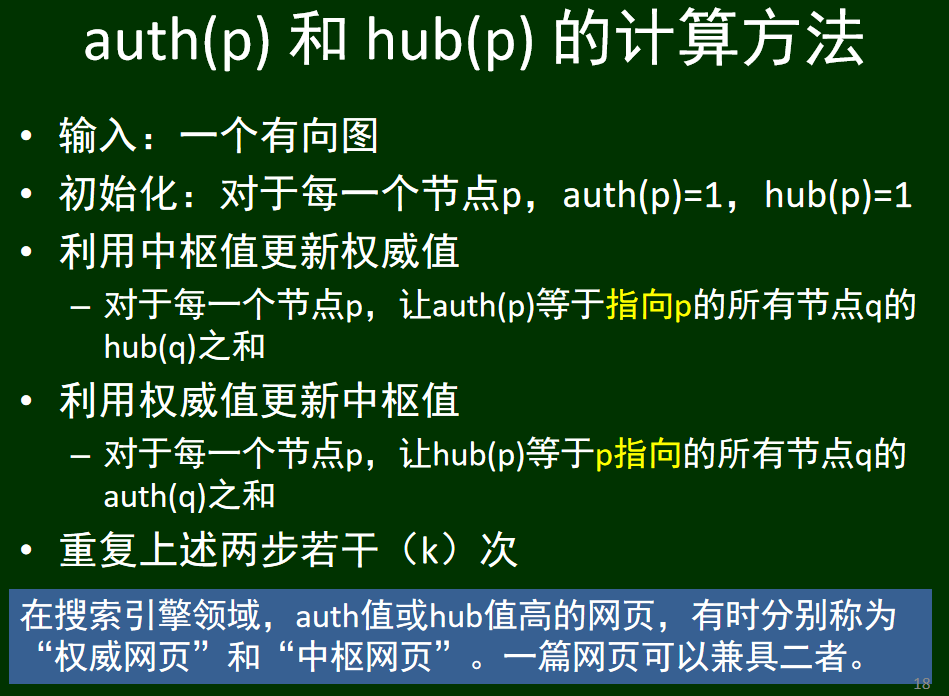 auth(p) 和 hub(p) 的计算方法
• 输入：一个有向图
• 初始化：对于每一个节点p，auth(p)=1，hub(p)=1
• 利用中枢值更新权威值
– 对于每一个节点p，让auth(p)等于指向p的所有节点q的
hub(q)之和
• 利用权威值更新中枢值
– 对于每一个节点p，让hub(p)等于p指向的所有节点q的
auth(q)之和
• 重复上述两步若干（k）次
在搜索引擎领域，auth值或hub值高的网页，有时分别称为
“权威网页”和“中枢网页”。一篇网页可以兼具二者。
18